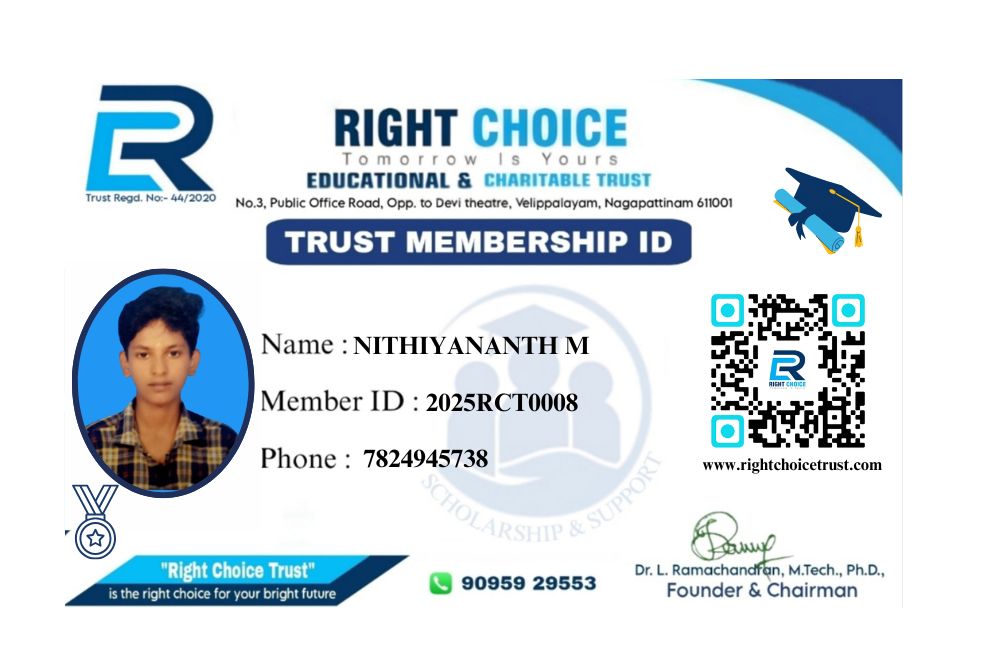 RIGHT CHOICE
Tomorrow Is Yours
EDUCATIONAL & CHARITABLE TRUST
Trust Regd. No:- 44/2020
No.3, Public Office Road, Opp. to Devi theatre, Velippalayam, Nagapattinam 611001
TRUST MEMBERSHIP ID
Name : NITHIYANANTH M
Member ID : 2025RCT0008
Phone : 7824945738
SCHOLARSHIP & SUPPORT
RIGHT CHOICE
www.rightchoicetrust.com
"Right Choice Trust"
is the right choice for your bright future
90959 29553
Dr. L. Ramachandran, M.Tech., Ph.D.,
Founder & Chairman